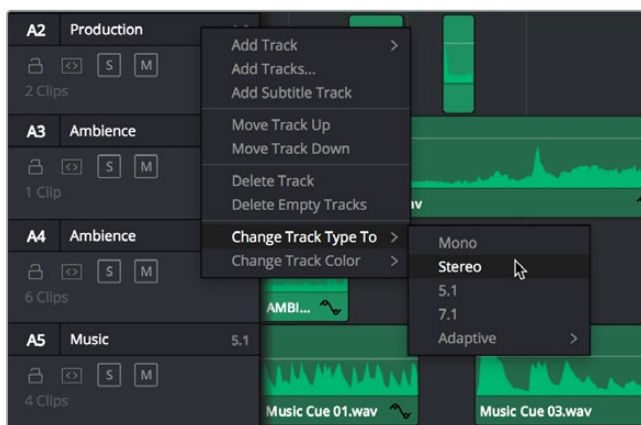 A2 Production
S M
2 Clips
A3 Ambience
S M
1 Clip
A4 Ambience
S M
6 Clips
A5 Music 5.1
S M
4 Clips
Add Track
Add Tracks...
Add Subtitle Track
Move Track Up
Move Track Down
Delete Track
Delete Empty Tracks
Change Track Type To
Change Track Color
Mono
Stereo
5.1
7.1
Adaptive
AMBI...
Music Cue 01.wav
Music Cue 03.wav